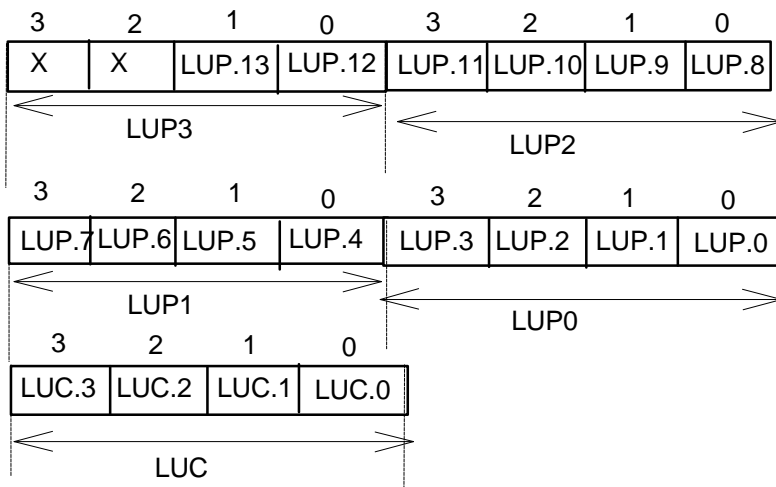 3 2 1 0 3 2 1 0
X X LUP.13 LUP.12 LUP.11 LUP.10 LUP.9 LUP.8
LUP3 LUP2
3 2 1 0 3 2 1 0
LUP.7 LUP.6 LUP.5 LUP.4 LUP.3 LUP.2 LUP.1 LUP.0
LUP1 LUP0
3 2 1 0
LUC.3 LUC.2 LUC.1 LUC.0
LUC